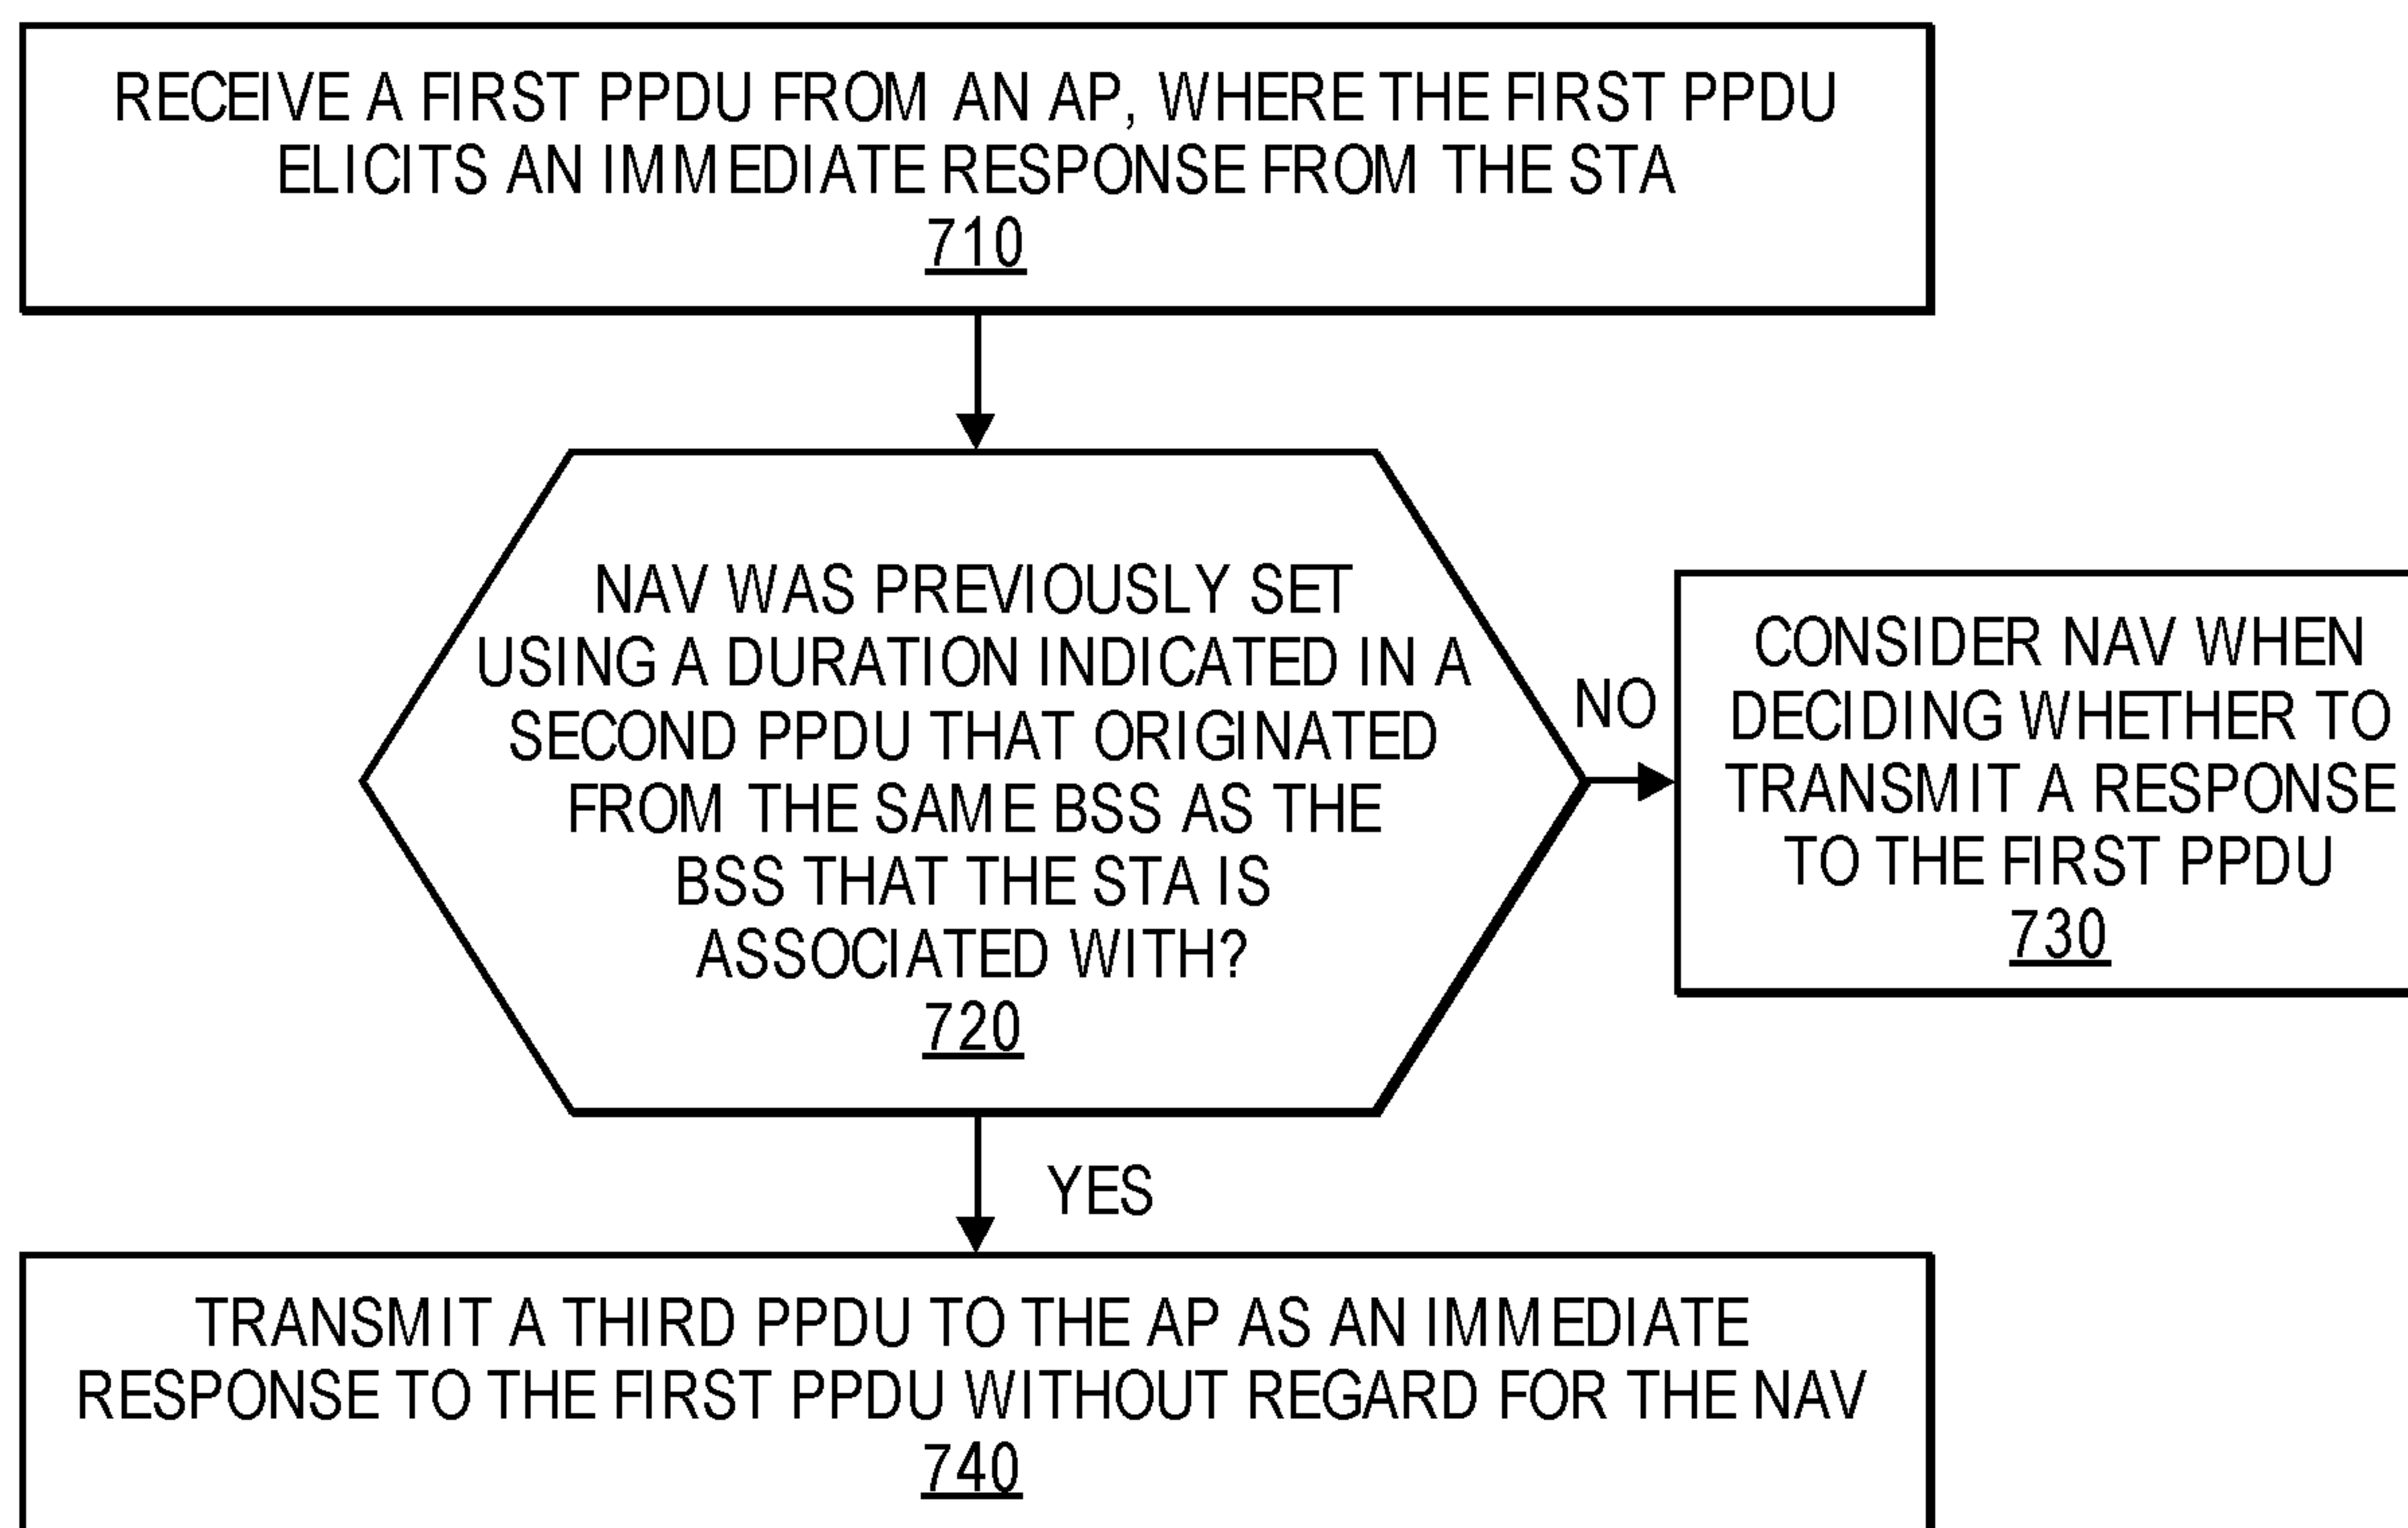 RECEIVE A FIRST PPDU FROM AN AP, WHERE THE FIRST PPDU
ELICITS AN IMMEDIATE RESPONSE FROM THE STA
710
NAV WAS PREVIOUSLY SET
USING A DURATION INDICATED IN A
SECOND PPDU THAT ORIGINATED
FROM THE SAME BSS AS THE
BSS THAT THE STA IS
ASSOCIATED WITH?
720
NO
CONSIDER NAV WHEN
DECIDING WHETHER TO
TRANSMIT A RESPONSE
TO THE FIRST PPDU
730
YES
TRANSMIT A THIRD PPDU TO THE AP AS AN IMMEDIATE
RESPONSE TO THE FIRST PPDU WITHOUT REGARD FOR THE NAV
740